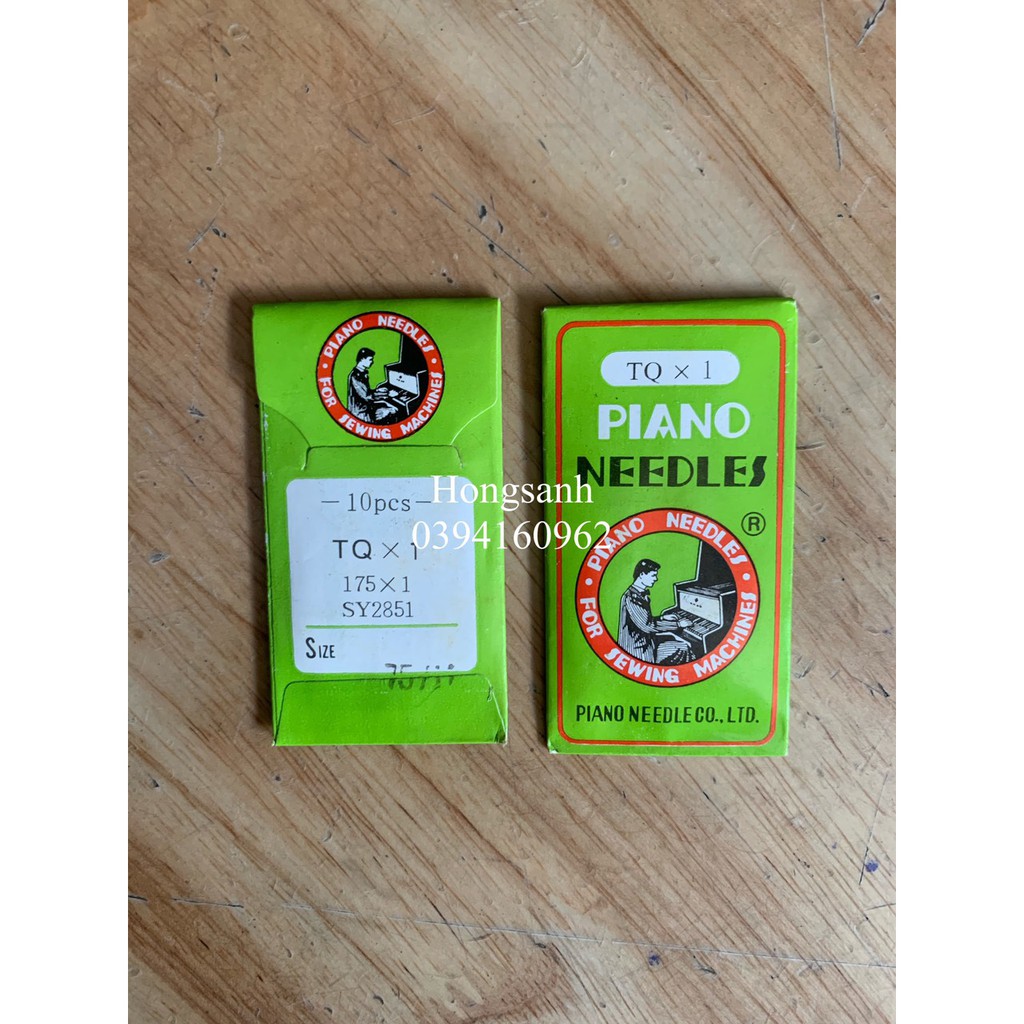 PIANO NEEDLES
FOR SEWING MACHINES
-10pcs-
TQ × 1
175×1
SY2851
SIZE
TQ × 1
PIANO
NEEDLES
®
PIANO NEEDLES
FOR SEWING MACHINES
PIANO NEEDLE CO., LTD.
Hongsanh
0394160962